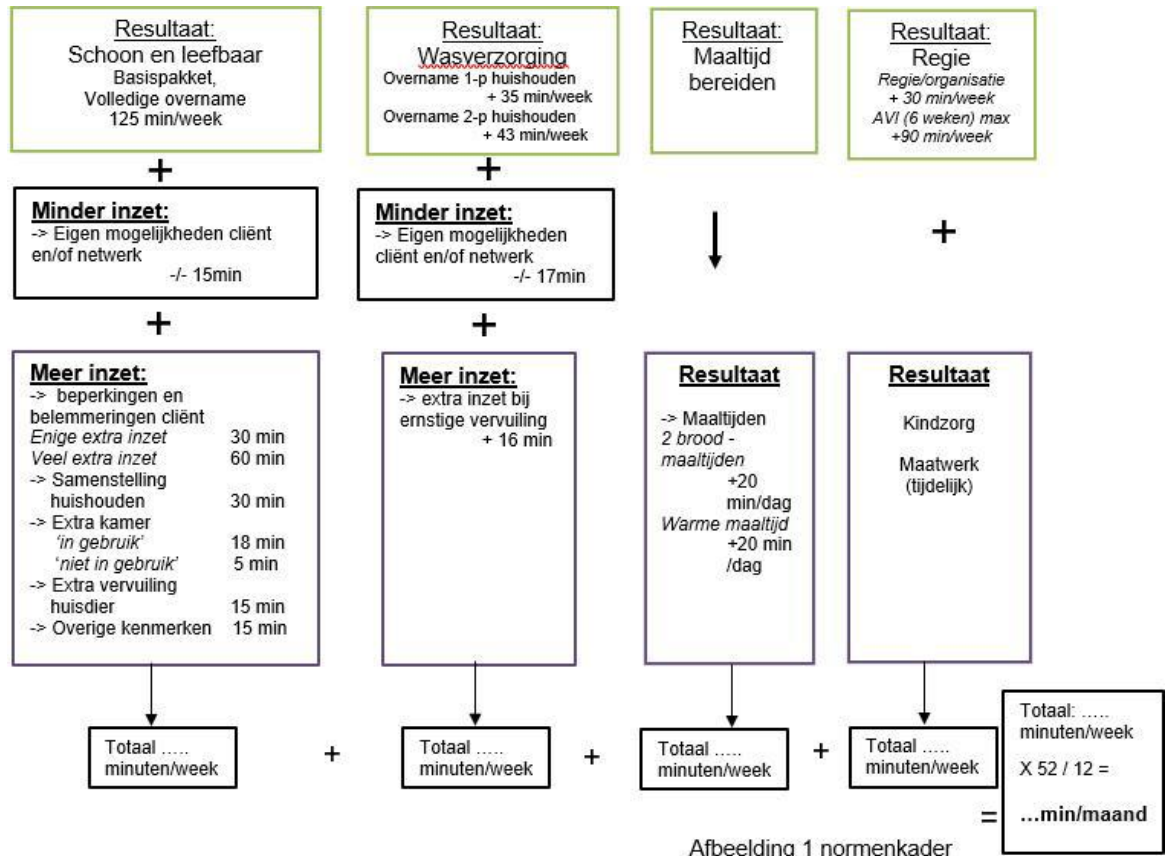 Resultaat:
Schoon en leefbaar
Basispakket,
Volledige overname
125 min/week
+
Minder inzet:
-> Eigen mogelijkheden cliënt
en/of netwerk
-/- 15min
+
Meer inzet:
-> beperkingen en
belemmeringen cliënt
Enige extra inzet 30 min
Veel extra inzet 60 min
-> Samenstelling
huishouden 30 min
-> Extra kamer
'in gebruik' 18 min
'niet in gebruik' 5 min
-> Extra vervuiling
huisdier 15 min
-> Overige kenmerken 15 min
Totaal .....
minuten/week
+
Resultaat:
Wasverzorging
Overname 1-p huishouden
+ 35 min/week
Overname 2-p huishouden
+ 43 min/week
+
Minder inzet:
-> Eigen mogelijkheden
cliënt en/of netwerk
-/- 17min
+
Meer inzet:
-> extra inzet bij
ernstige vervuiling
+ 16 min
Totaal .....
minuten/week
+
Resultaat:
Maaltijd
bereiden
Resultaat
-> Maaltijden
2 brood -
maaltijden
+20
min/dag
Warme maaltijd
+20 min
/dag
Totaal .....
minuten/week
+
Resultaat:
Regie
Regie/organisatie
+ 30 min/week
AVI (6 weken) max
+90 min/week
+
Resultaat
Kindzorg
Maatwerk
(tijdelijk)
Totaal .....
minuten/week
=
Totaal: .....
minuten/week
X 52 / 12 =
...min/maand
Afbeelding 1 normenkader